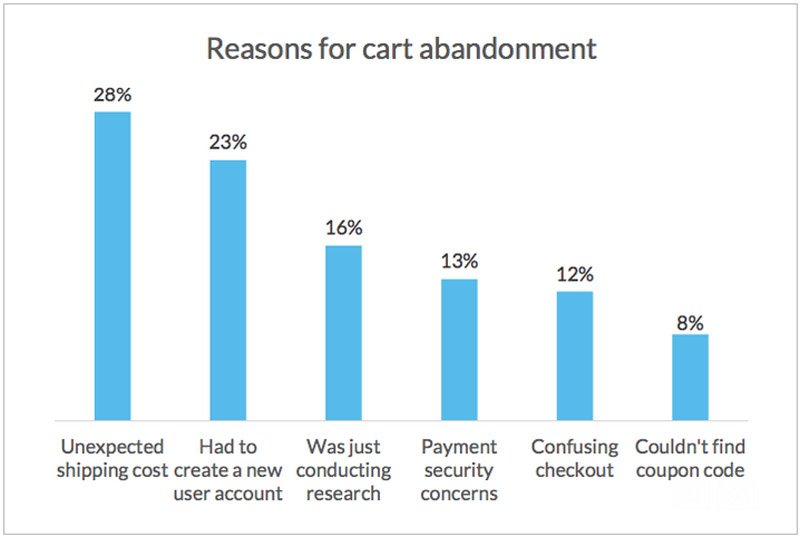 Reasons for cart abandonment
28%
23%
16%
13%
12%
8%
Unexpected
shipping cost
Had to
create a new
user account
Was just
conducting
research
Payment
security
concerns
Confusing
checkout
Couldn't find
coupon code